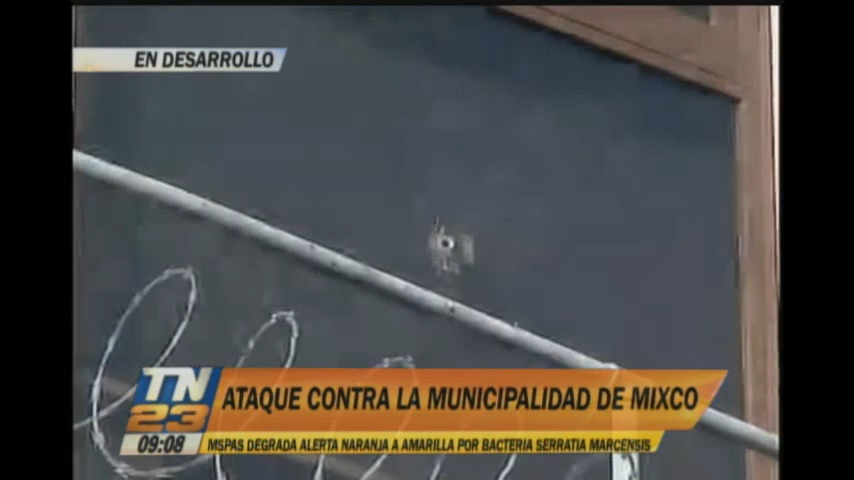 EN DESARROLLO
TN
23
ATAQUE CONTRA LA MUNICIPALIDAD DE MIXCO
09:08
MSPAS DEGRADA ALERTA NARANJA A AMARILLA POR BACTERIA SERRATIA MARCENSIS